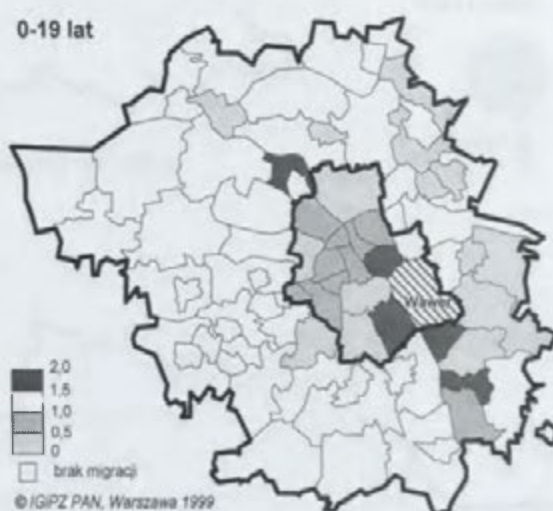 0-19 lat
Wawer
2,0
1,5
1,0
0,5
0
brak migracji
© IGiPZ PAN, Warszawa 1999